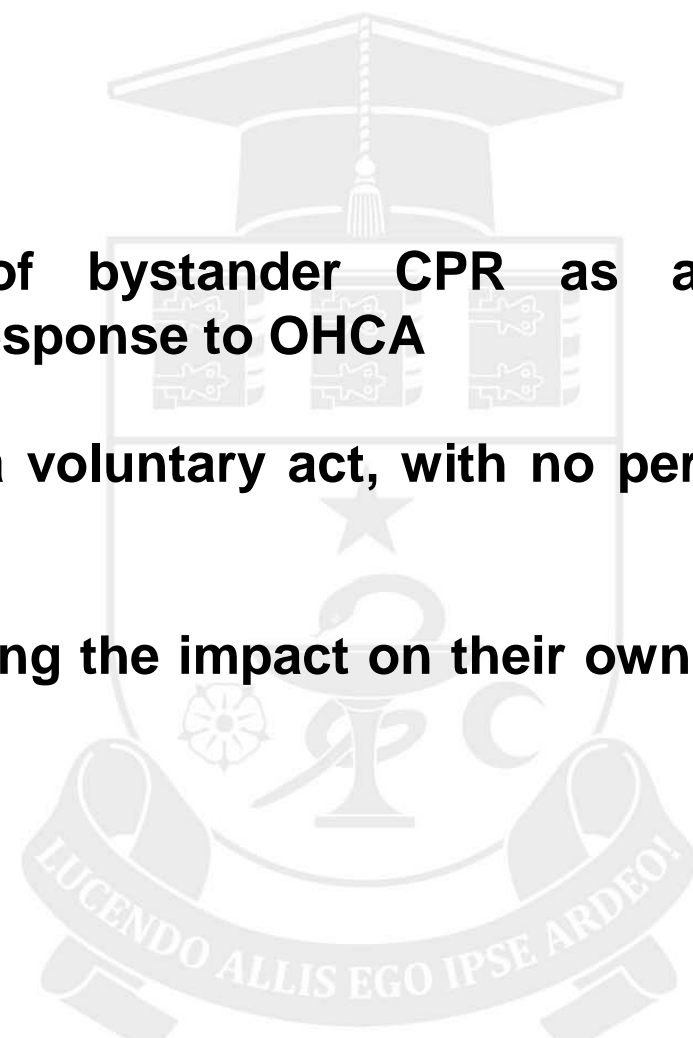 of bystander CPR as a
sponse to OHCA
a voluntary act, with no per
ng the impact on their own
LUCENDO ALLIS EGO IPSE ARDEO!